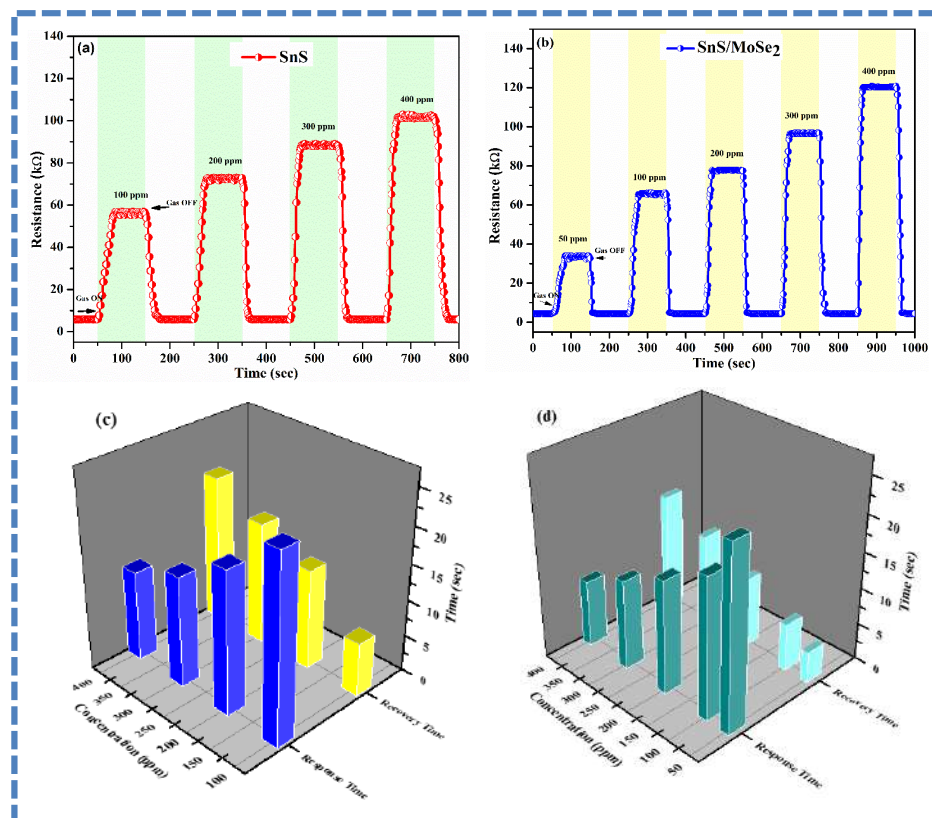 (a)
SnS
140
120
100
80
60
40
20
0
Resistance (kΩ)
100 ppm
200 ppm
300 ppm
400 ppm
Gas ON
Gas OFF
0 100 200 300 400 500 600 700 800
Time (sec)
(b)
SnS/MoSe2
140
120
100
80
60
40
20
0
Resistance (kΩ)
50 ppm
100 ppm
200 ppm
300 ppm
400 ppm
Gas ON
Gas OFF
0 100 200 300 400 500 600 700 800 900 1000
Time (sec)
(c)
25
20
15
10
5
0
Time (sec)
400
350
300
250
200
150
100
Concentration (ppm)
Recovery Time
Response Time
(d)
25
20
15
10
5
0
Time (sec)
400
350
300
250
200
150
100
50
Concentration (ppm)
Recovery Time
Response Time